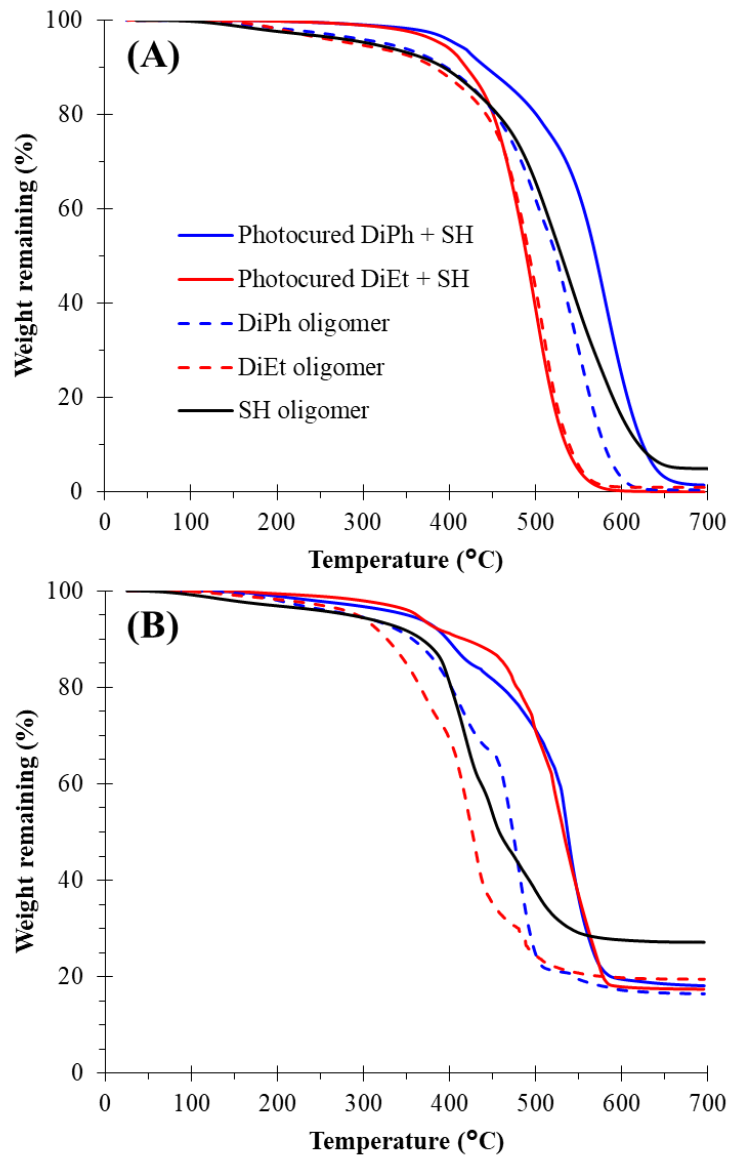 100
(A)
80
60
Photocured DiPh + SH
Photocured DiEt + SH
40
DiPh oligomer
DiEt oligomer
20
SH oligomer
0
0 100 200 300 400 500 600 700
Weight remaining (%)
Temperature (°C)
100
(B)
80
60
40
20
0
0 100 200 300 400 500 600 700
Weight remaining (%)
Temperature (°C)